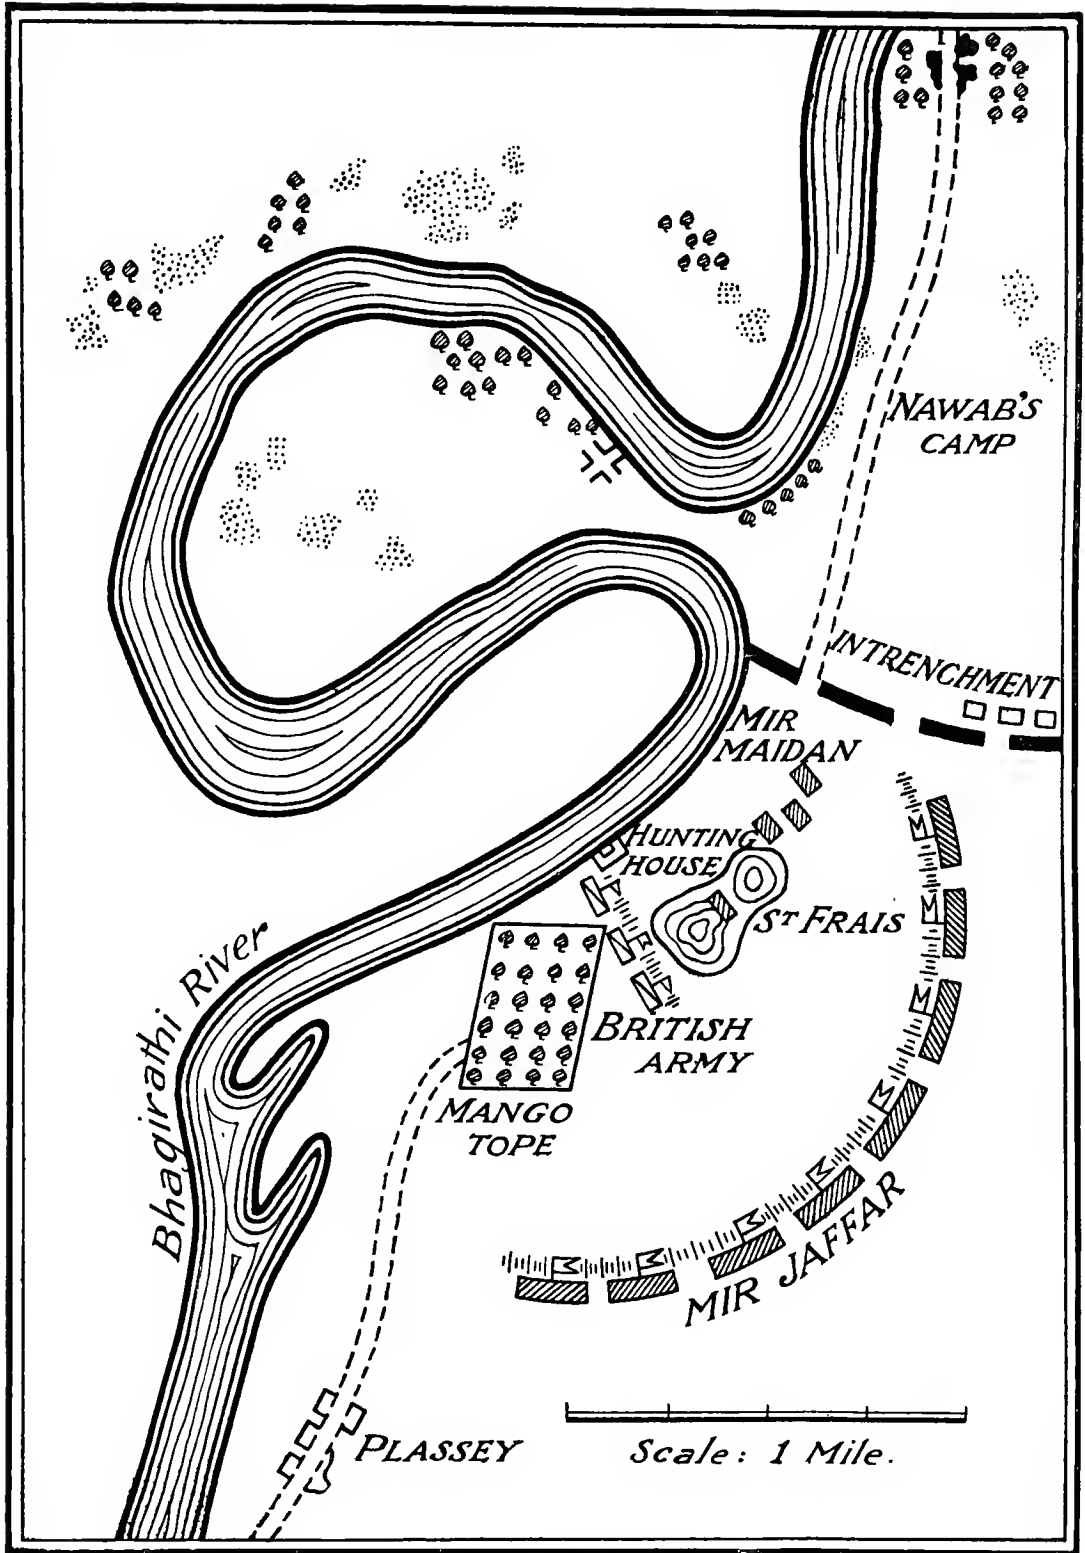 NAWAB'S
CAMP
INTRENCHMENT
MIR
MAIDAN
HUNTING
HOUSE
ST FRAIS
Bhagirathi River
BRITISH
ARMY
MANGO
TOPE
MIR JAFFAR
PLASSEY
Scale: 1 Mile.